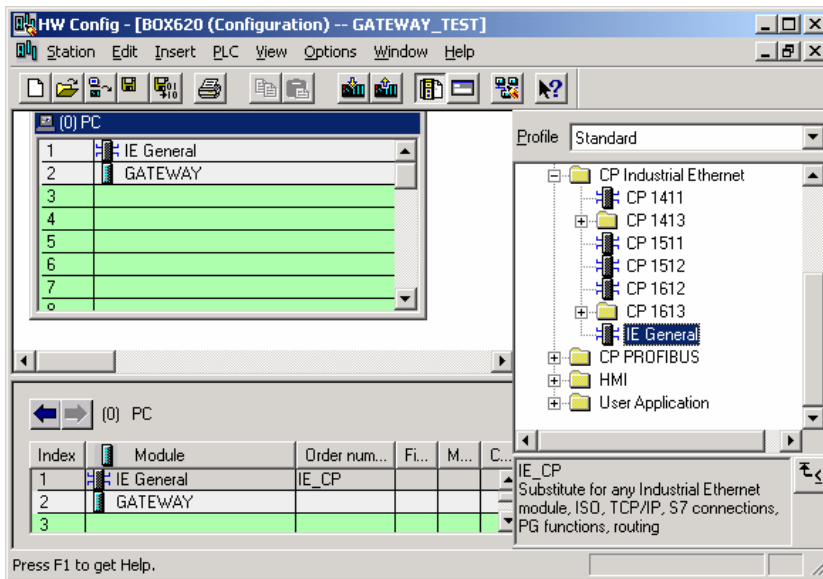 HW Config - [BOX620 (Configuration) -- GATEWAY_TEST]
Station Edit Insert PLC View Options Window Help
(0) PC
1 IE General
2 GATEWAY
3
4
5
6
7
8
Profile Standard
CP Industrial Ethernet
CP 1411
CP 1413
CP 1511
CP 1512
CP 1612
CP 1613
IE General
CP PROFIBUS
HMI
User Application
(0) PC
Index Module Order num... Fi... M... C...
1 IE General IE_CP
2 GATEWAY
3
IE_CP
Substitute for any Industrial Ethernet
module, ISO, TCP/IP, S7 connections,
PG functions, routing
Press F1 to get Help.